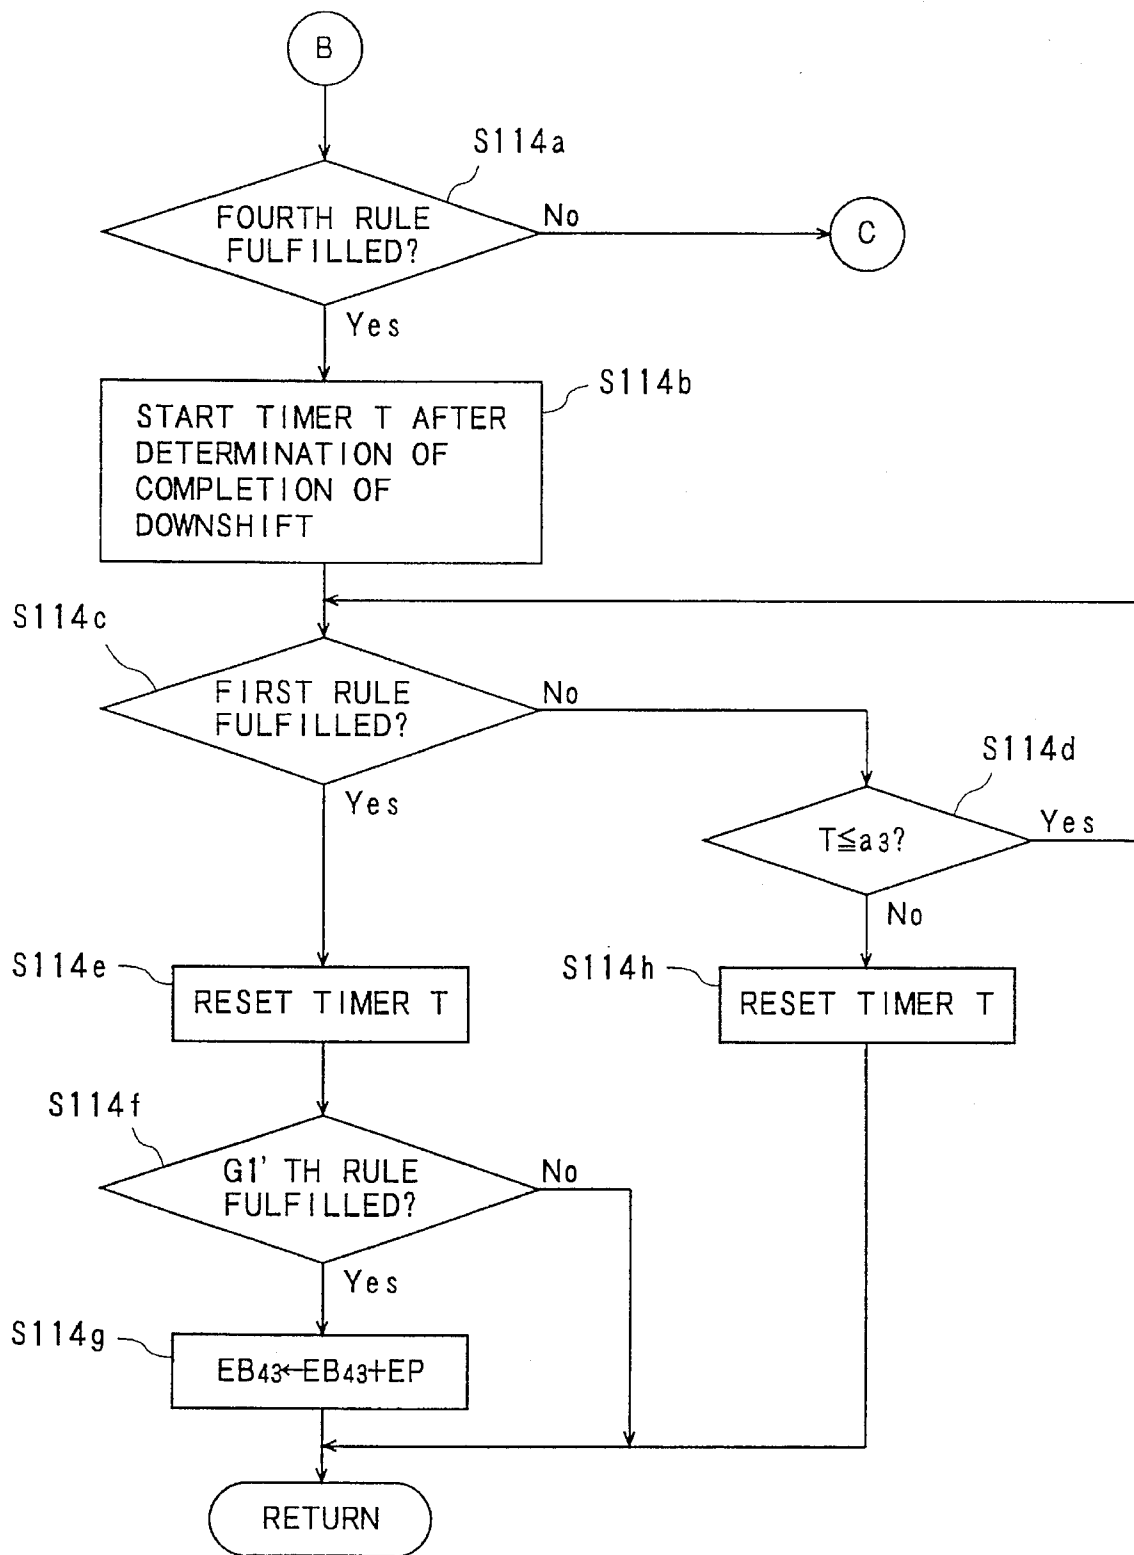 B
S114a
FOURTH RULE
FULFILLED?
No
C
Yes
S114b
START TIMER T AFTER
DETERMINATION OF
COMPLETION OF
DOWNSHIFT
S114c
FIRST RULE
FULFILLED?
No
S114d
Yes
T≦a3?
Yes
No
S114e
RESET TIMER T
S114h
RESET TIMER T
S114f
G1' TH RULE
FULFILLED?
No
Yes
S114g
EB43←EB43+EP
RETURN